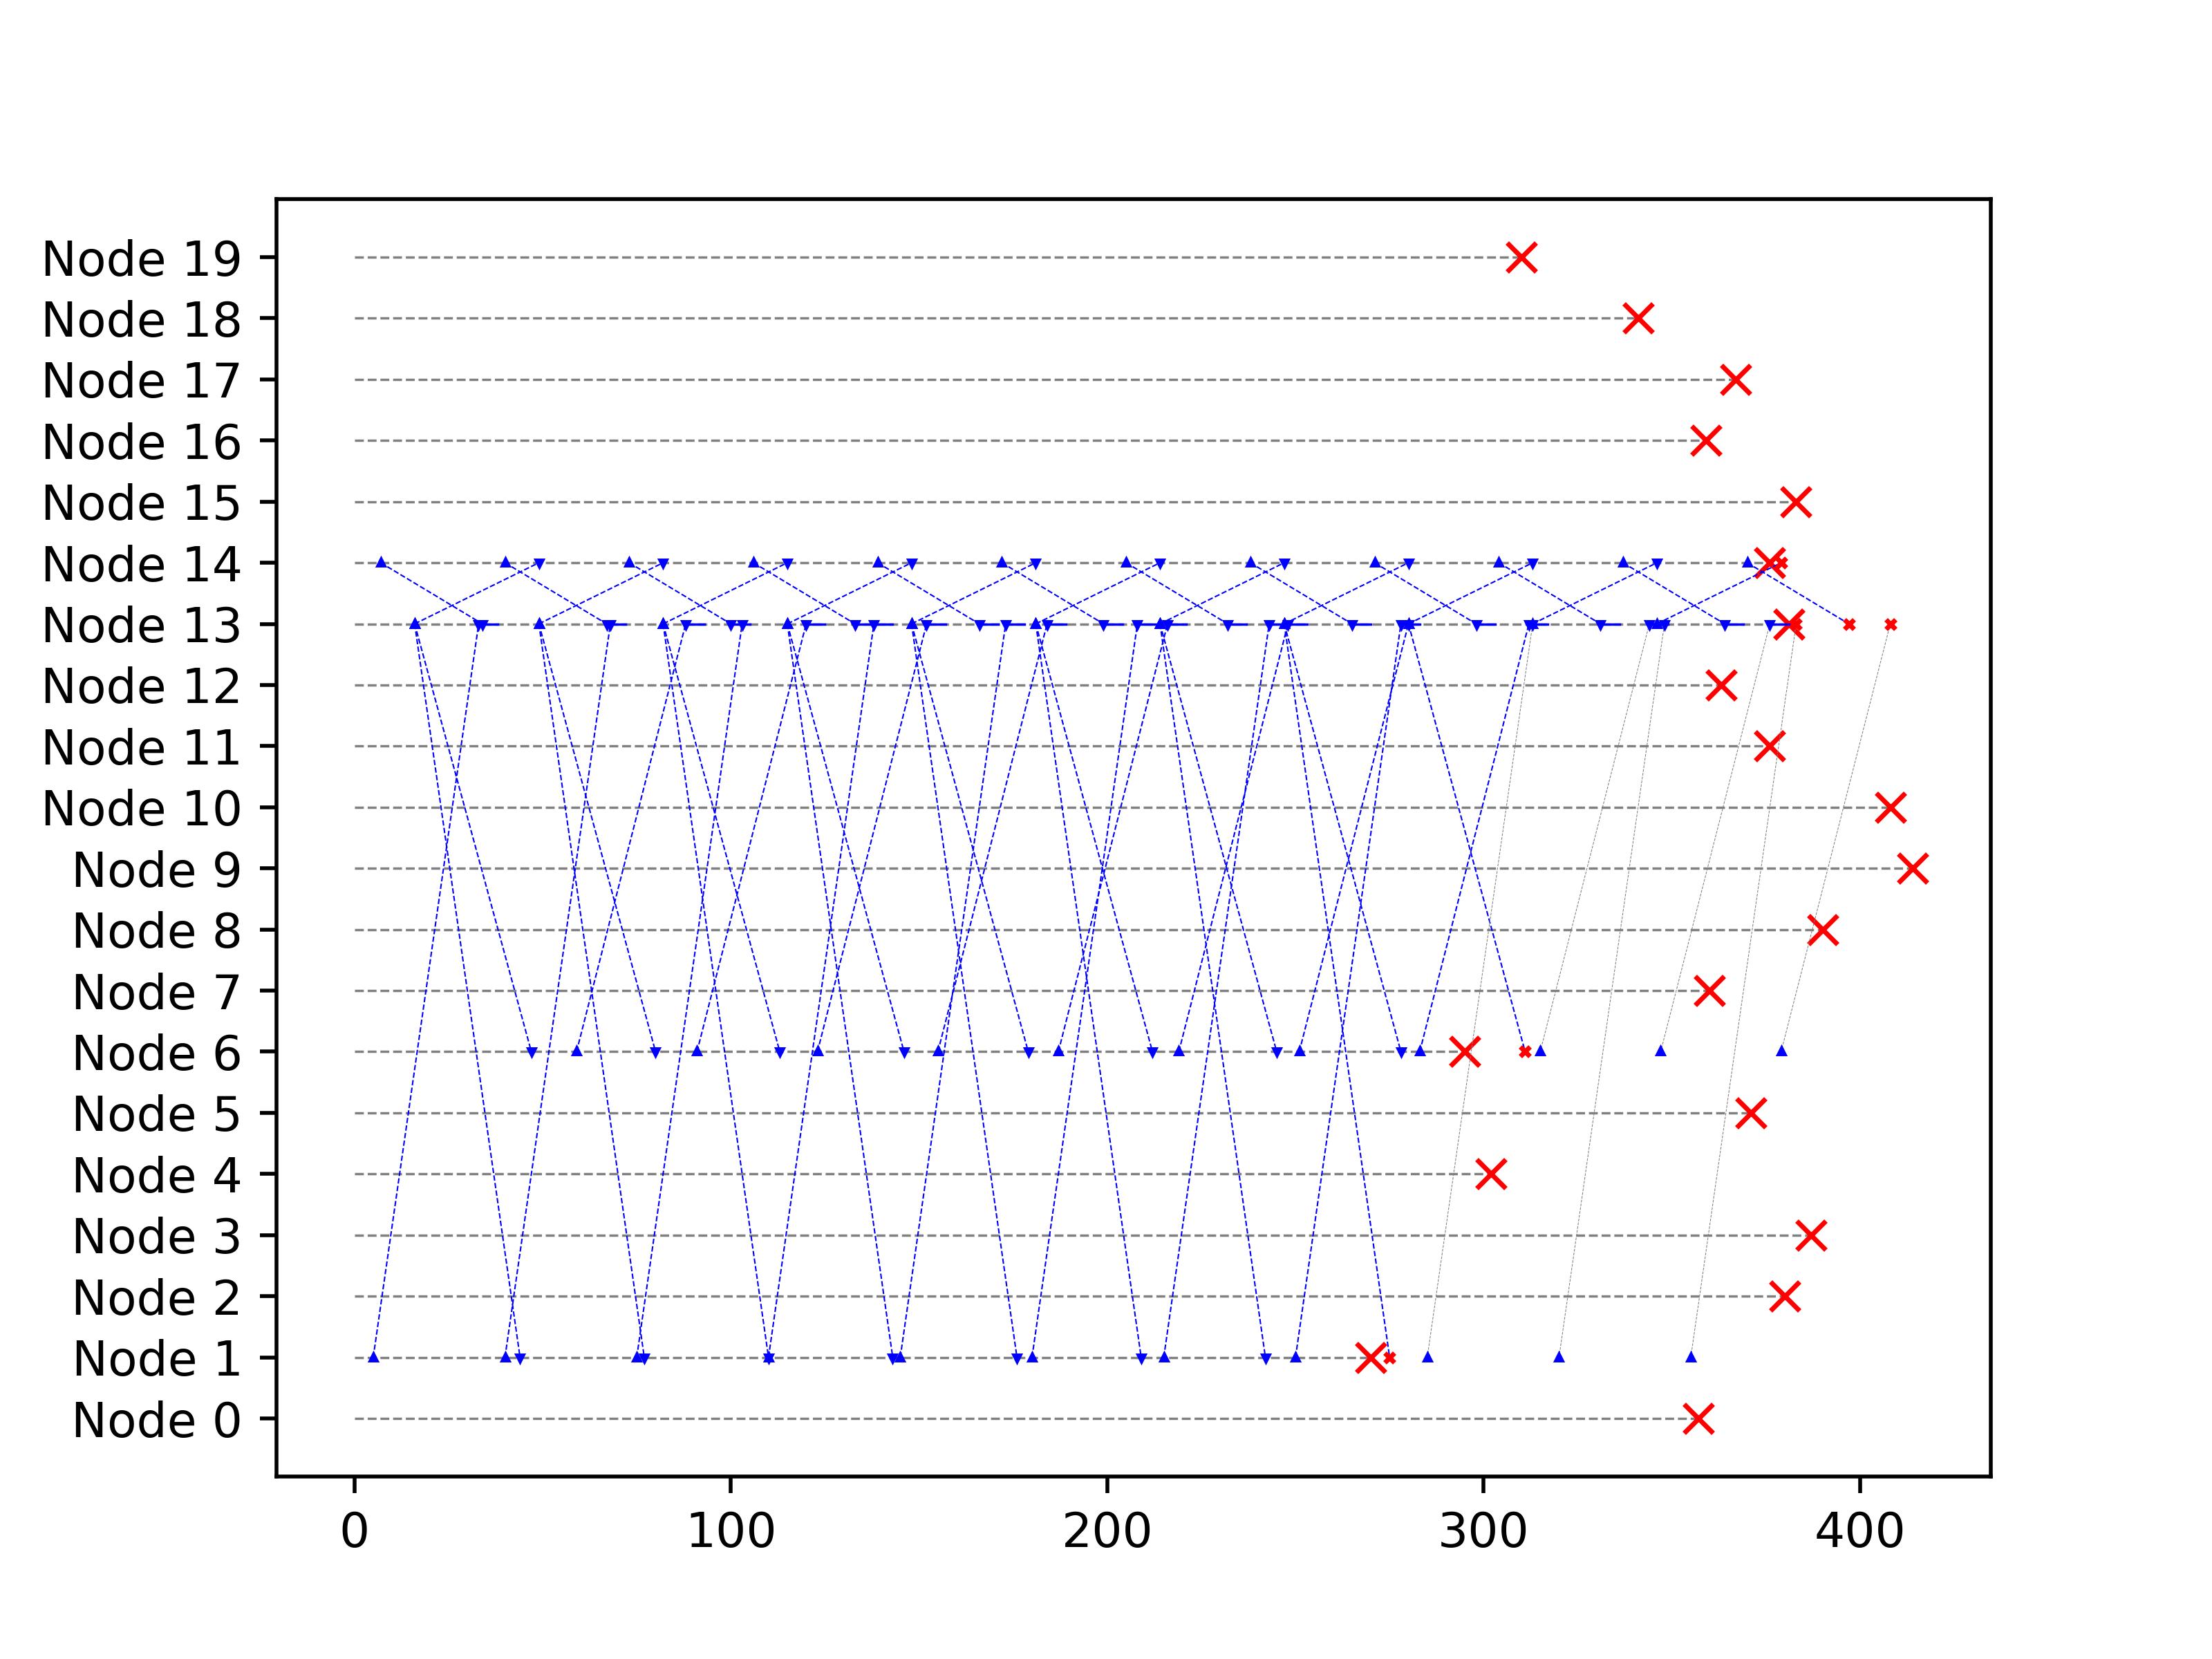 Node 19
Node 18
Node 17
Node 16
Node 15
Node 14
Node 13
Node 12
Node 11
Node 10
Node 9
Node 8
Node 7
Node 6
Node 5
Node 4
Node 3
Node 2
Node 1
Node 0
0 100 200 300 400